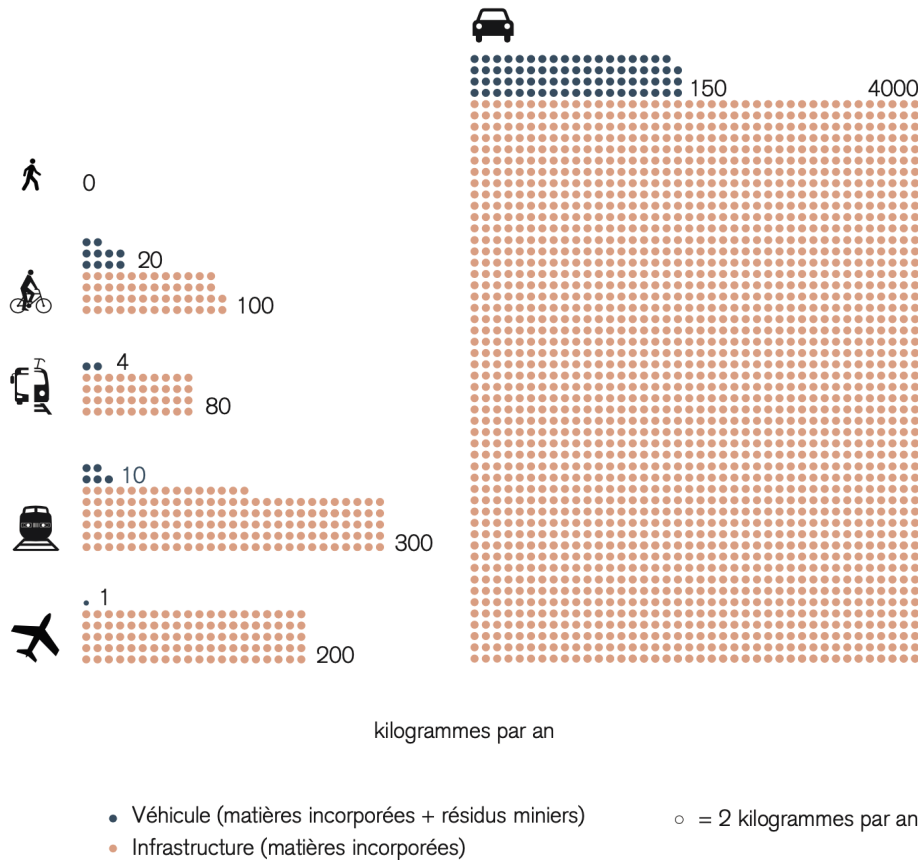 150
4000
0
20
100
4
80
10
300
1
200
kilogrammes par an
Véhicule (matières incorporées + résidus miniers)
= 2 kilogrammes par an
Infrastructure (matières incorporées)